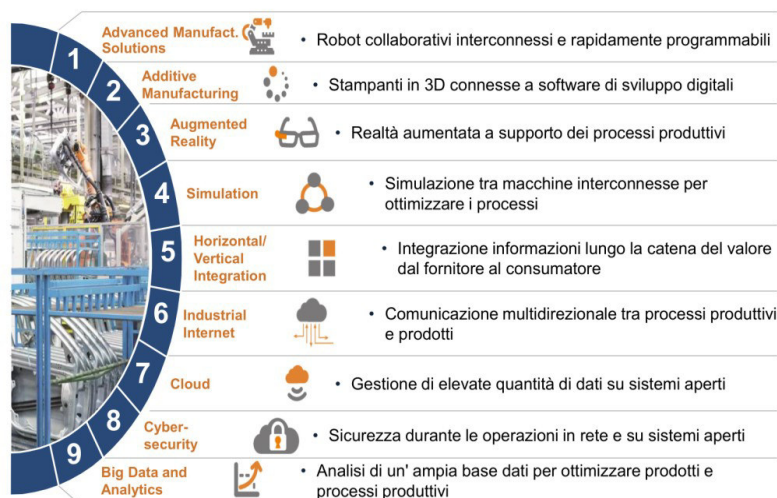 1
Advanced Manufact.
Solutions
• Robot collaborativi interconnessi e rapidamente programmabili
2
Additive
Manufacturing
• Stampanti in 3D connesse a software di sviluppo digitali
3
Augmented
Reality
• Realtà aumentata a supporto dei processi produttivi
4
Simulation
• Simulazione tra macchine interconnesse per
ottimizzare i processi
5
Horizontal/
Vertical
Integration
• Integrazione informazioni lungo la catena del valore
dal fornitore al consumatore
6
Industrial
Internet
• Comunicazione multidirezionale tra processi produttivi
e prodotti
7
Cloud
• Gestione di elevate quantità di dati su sistemi aperti
8
Cyber-
security
• Sicurezza durante le operazioni in rete e su sistemi aperti
9
Big Data and
Analytics
• Analisi di un' ampia base dati per ottimizzare prodotti e
processi produttivi